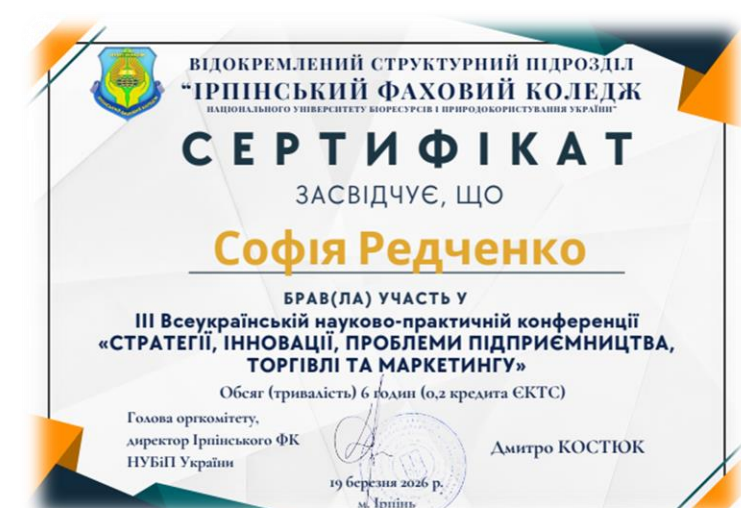 ВІДОКРЕМЛЕНИЙ СТРУКТУРНИЙ ПІДРОЗДІЛ
“ІРПІНСЬКИЙ ФАХОВИЙ КОЛЕДЖ
НАЦІОНАЛЬНОГО УНІВЕРСИТЕТУ БІОРЕСУРСІВ І ПРИРОДОКОРИСТУВАННЯ УКРАЇНИ”
СЕРТИФІКАТ
ЗАСВІДЧУЄ, ЩО
Софія Редченко
БРАВ(ЛА) УЧАСТЬ У
ІІІ Всеукраїнській науково-практичній конференції
«СТРАТЕГІЇ, ІННОВАЦІЇ, ПРОБЛЕМИ ПІДПРИЄМНИЦТВА,
ТОРГІВЛІ ТА МАРКЕТИНГУ»
Обсяг (тривалість) 6 годин (0,2 кредита ЄКТС)
Голова оргкомітету,
директор Ірпінського ФК
НУБіП України
Дмитро КОСТЮК
19 березня 2026 р.
м. Ірпінь